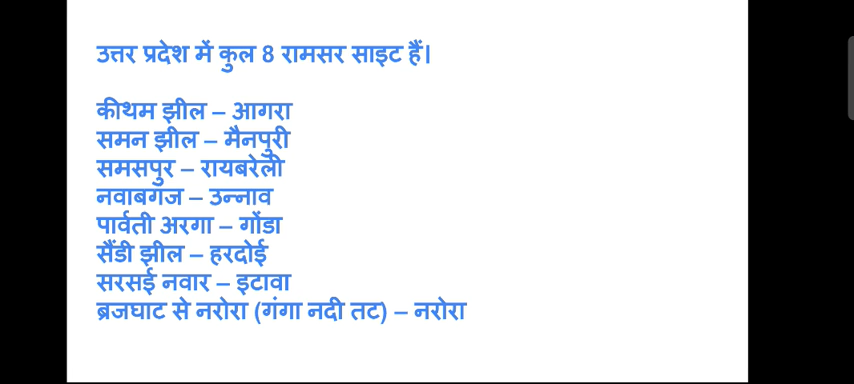 उत्तर प्रदेश में कुल 8 रामसर साइट हैं।
कीथम झील – आगरा
समन झील – मैनपुरी
समसपुर – रायबरेली
नवाबगंज – उन्नाव
पार्वती अरगा – गोंडा
सैंडी झील – हरदोई
सरसई नवार – इटावा
ब्रजघाट से नरोरा (गंगा नदी तट) – नरोरा